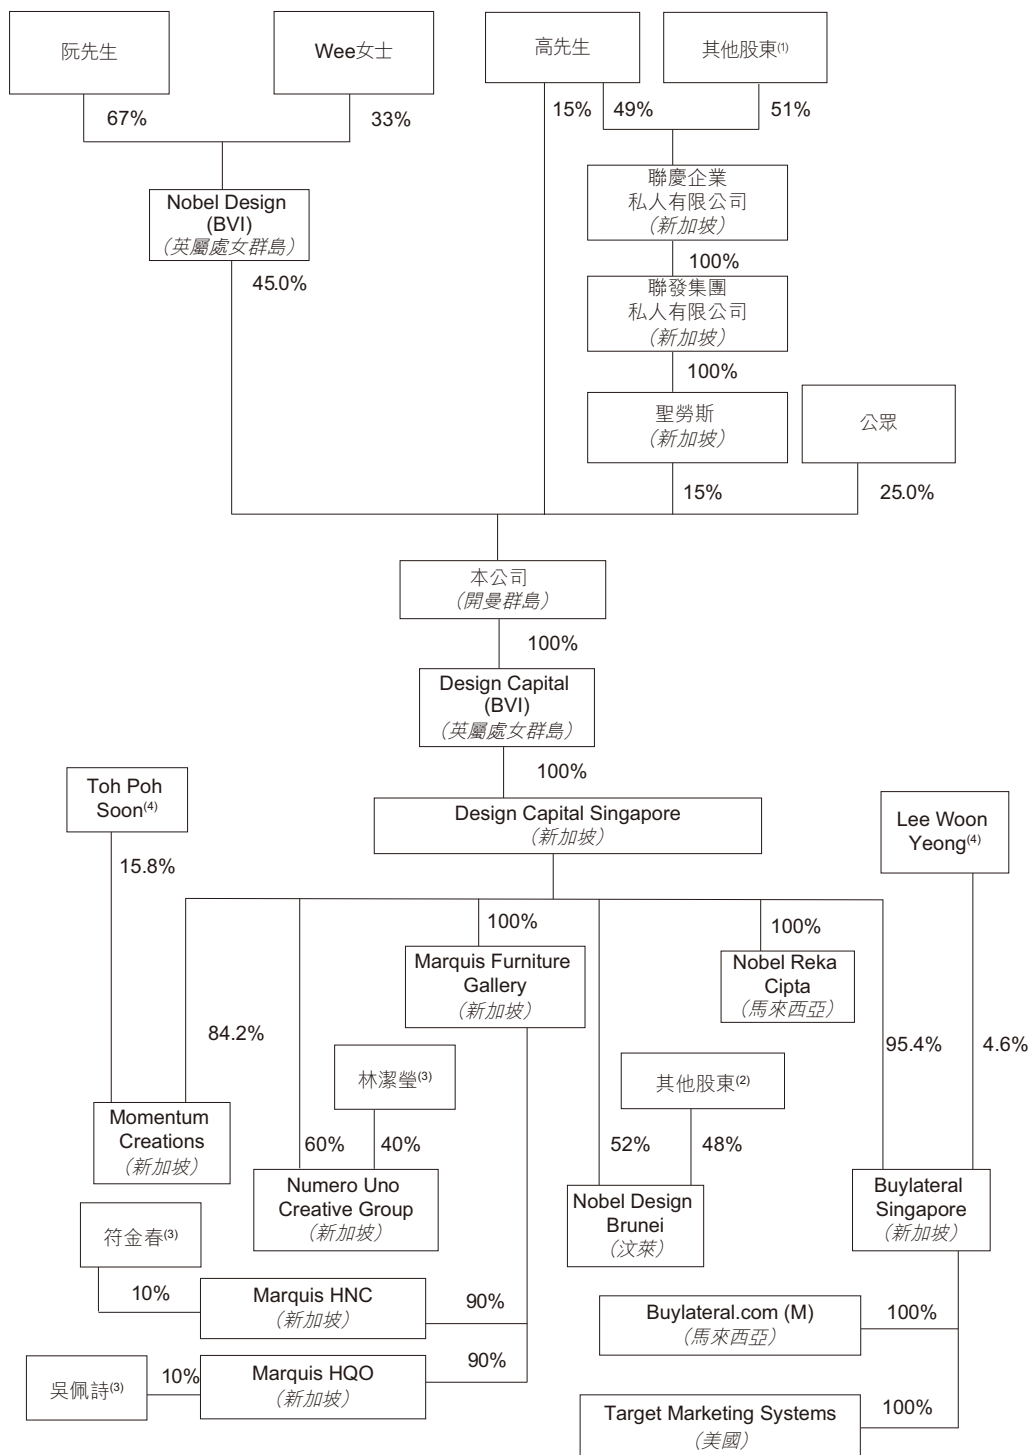 阮先生
Wee女士
高先生
其他股東(1)
67%
33%
15%
49%
51%
Nobel Design
(BVI)
（英屬處女群島）
聯慶企業
私人有限公司
（新加坡）
45.0%
100%
聯發集團
私人有限公司
（新加坡）
100%
聖勞斯
（新加坡）
公眾
15%
25.0%
本公司
（開曼群島）
100%
Design Capital
(BVI)
（英屬處女群島）
100%
Toh Poh
Soon(4)
Design Capital Singapore
（新加坡）
Lee Woon
Yeong(4)
15.8%
100%
100%
Marquis Furniture
Gallery
（新加坡）
Nobel Reka
Cipta
（馬來西亞）
84.2%
95.4%
4.6%
林潔瑩(3)
其他股東(2)
Momentum
Creations
（新加坡）
60%
40%
52%
48%
Numero Uno
Creative Group
（新加坡）
Nobel Design
Brunei
（汶萊）
Buylateral
Singapore
（新加坡）
符金春(3)
10%
Marquis HNC
（新加坡）
90%
Buylateral.com (M)
（馬來西亞）
100%
吳佩詩(3)
10%
Marquis HQO
（新加坡）
90%
Target Marketing Systems
（美國）
100%